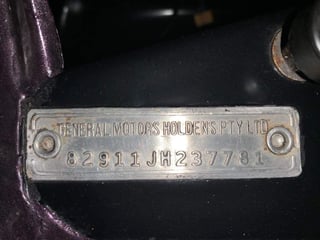 GENERAL MOTORS HOLDENS PTY LTD
82911JH237781